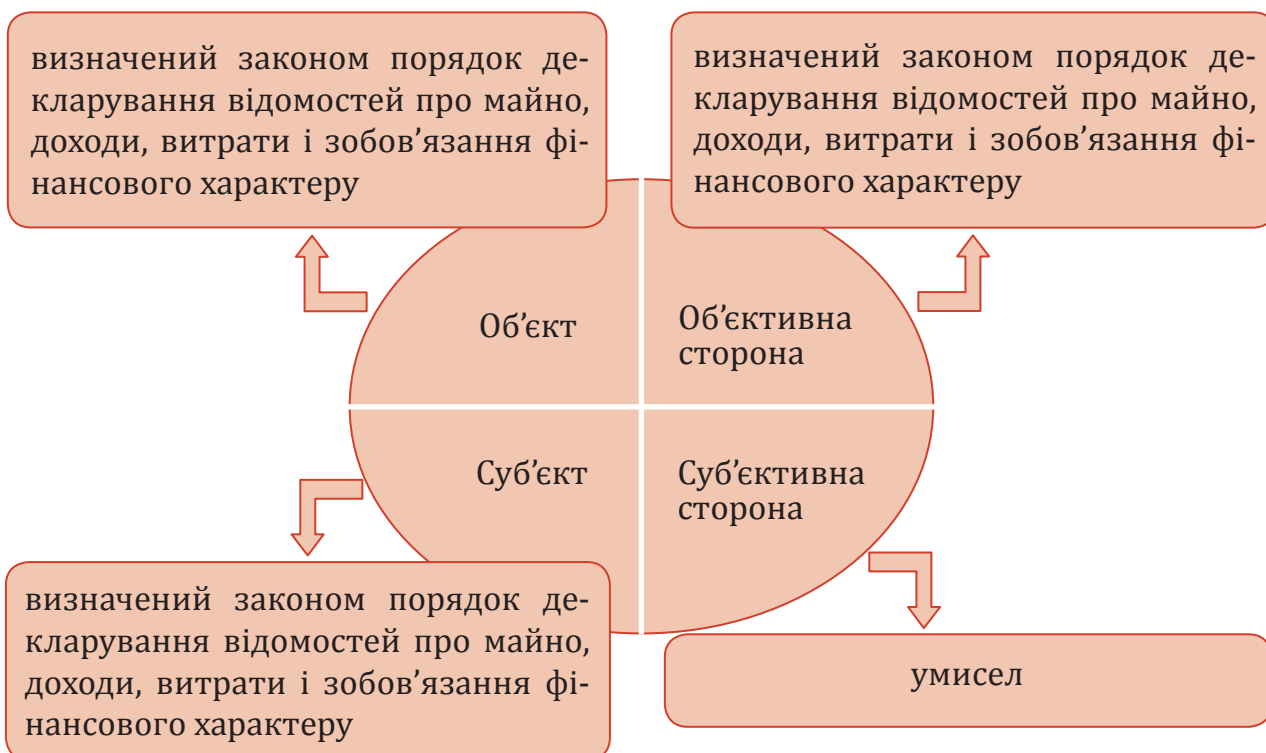 визначений законом порядок де-
кларування відомостей про майно,
доходи, витрати і зобов’язання фі-
нансового характеру
визначений законом порядок де-
кларування відомостей про майно,
доходи, витрати і зобов’язання фі-
нансового характеру
Об’єкт
Об’єктивна
сторона
Суб’єкт
Суб’єктивна
сторона
визначений законом порядок де-
кларування відомостей про майно,
доходи, витрати і зобов’язання фі-
нансового характеру
умисел